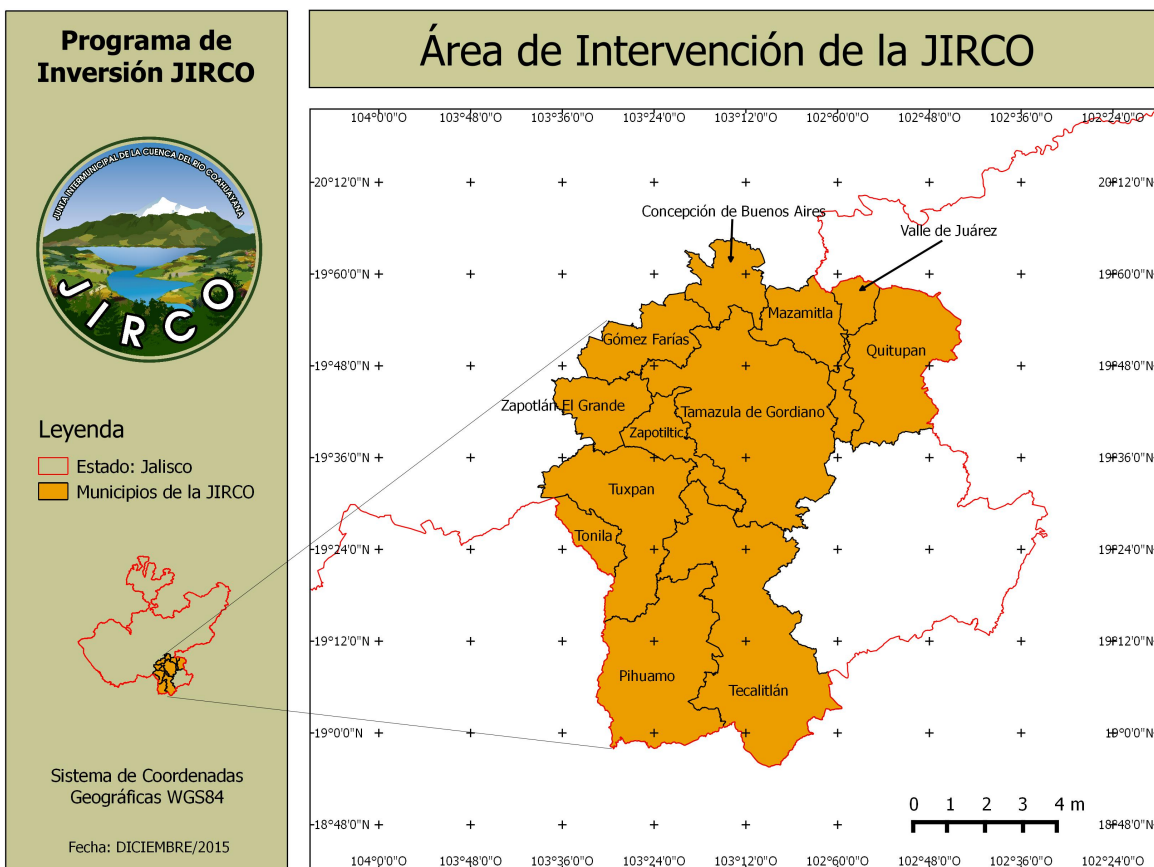 Programa de
Inversión JIRCO
JUNTA INTERMUNICIPAL DE LA CUENCA DEL RIO COAHUAYANA
JIRCO
Leyenda
Estado: Jalisco
Municipios de la JIRCO
Sistema de Coordenadas
Geográficas WGS84
Fecha: DICIEMBRE/2015
Área de Intervención de la JIRCO
104°0'0"O 103°48'0"O 103°36'0"O 103°24'0"O 103°12'0"O 102°60'0"O 102°48'0"O 102°36'0"O 102°24'0"O
20°12'0"N 20°12'0"N
Concepción de Buenos Aires
Valle de Juárez
19°60'0"N 19°60'0"N
Mazamitla
Gómez Farías
Quitupan
19°48'0"N 19°48'0"N
Zapotlán El Grande
Tamazula de Gordiano
Zapotiltic
19°36'0"N 19°36'0"N
Tuxpan
Tonila
19°24'0"N 19°24'0"N
19°12'0"N 19°12'0"N
Pihuamo
Tecalitlán
19°0'0"N 19°0'0"N
0 1 2 3 4 m
18°48'0"N 18°48'0"N
104°0'0"O 103°48'0"O 103°36'0"O 103°24'0"O 103°12'0"O 102°60'0"O 102°48'0"O 102°36'0"O 102°24'0"O